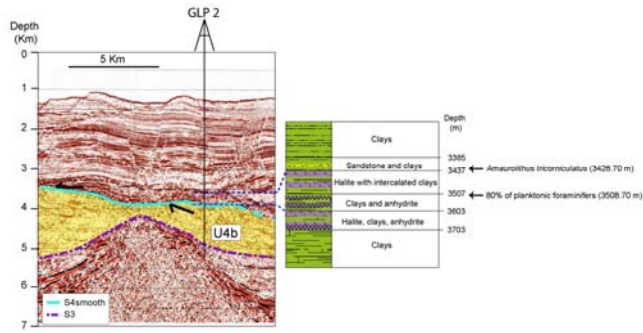 GLP 2
Depth
(Km)
0
5 Km
1
2
3
4
5
6
7
U4b
S4smooth
S3
Depth
(m)
Clays
3385
Sandstone and clay
3437
Amaurolithus tricorniculatus (3426.70 m)
Halite with intercalated clays
3507
80% of planktonic foraminifers (3508.70 m)
Clays and anhydrite
3603
Halite, clays, anhydrite
3703
Clays